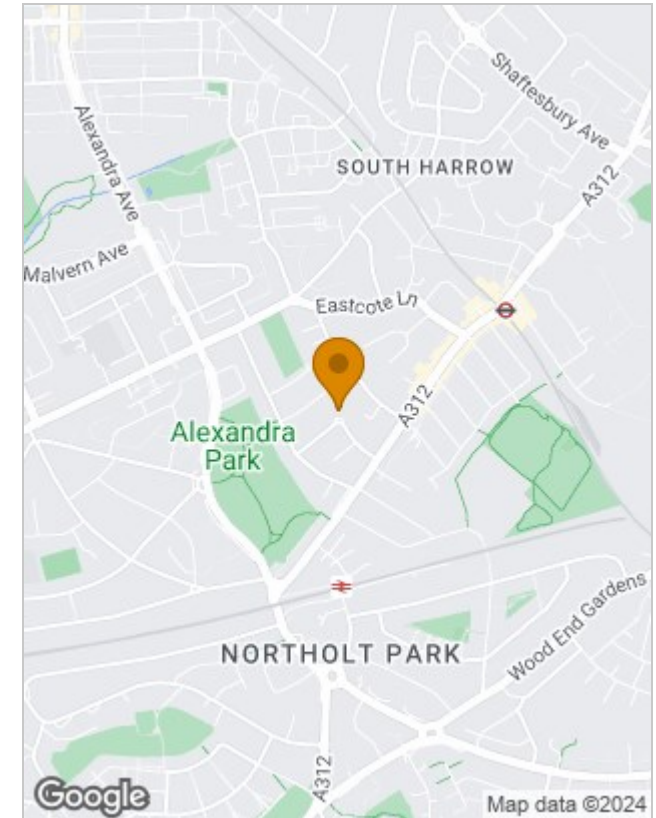 Shaftesbury Ave
Alexandra Ave
SOUTH HARROW
A312
Malvern Ave
Eastcote Ln
A312
Alexandra
Park
Wood End Gardens
NORTHOLT PARK
A312
Google
Map data ©2024